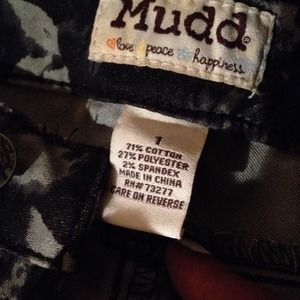 Mudd®
love peace happiness
1
71% COTTON
27% POLYESTER
2% SPANDEX
MADE IN CHINA
RN#73277
CARE ON REVERSE